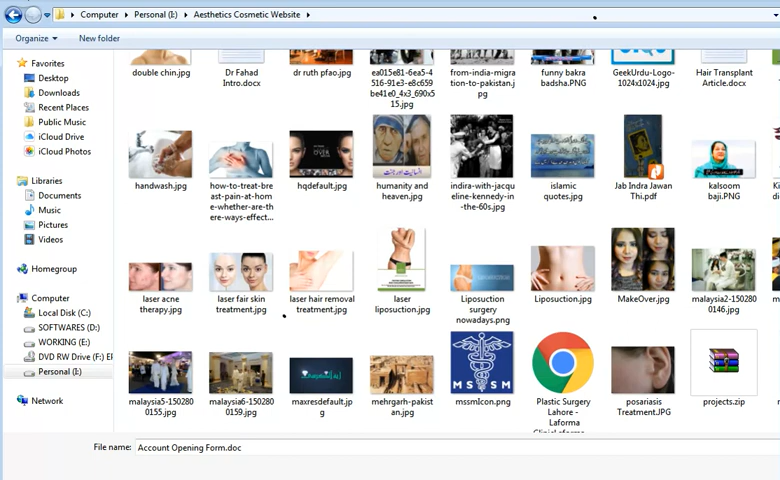 Computer ▸ Personal (I:) ▸ Aesthetics Cosmetic Website ▸
Organize ▾ New folder
Favorites
Desktop
Downloads
Recent Places
Public Music
iCloud Drive
iCloud Photos
Libraries
Documents
Music
Pictures
Videos
Homegroup
Computer
Local Disk (C:)
SOFTWARES (D:)
WORKING (E:)
DVD RW Drive (F:) EP
Personal (I:)
Network
double chin.jpg
Dr Fahad
Intro.docx
dr ruth pfao.jpg
ea015e81-6ea5-4
516-91e3-e8c659
be41e0_4x3_690x5
15.jpg
from-india-migra
tion-to-pakistan.j
pg
funny bakra
badsha.PNG
GeekUrdu-Logo-
1024x1024.jpg
Hair Transplant
Article.docx
handwash.jpg
how-to-treat-bre
ast-pain-at-home
-whether-are-the
re-ways-effect...
hqdefault.jpg
humanity and
heaven.jpg
indira-with-jacqu
eline-kennedy-in
-the-60s.jpg
islamic
quotes.jpg
Jab Indra Jawan
Thi.pdf
kalsoom
baji.PNG
laser acne
therapy.jpg
laser fair skin
treatment.jpg
laser hair removal
treatment.jpg
laser
liposuction.jpg
Liposuction
surgery
nowadays.png
Liposuction.jpg
MakeOver.jpg
malaysia2-150280
0146.jpg
malaysia5-150280
0155.jpg
malaysia6-150280
0159.jpg
maxresdefault.jp
g
mehrgarh-pakist
an.jpg
MS SM
mssmIcon.png
Plastic Surgery
Lahore -
Laforma
posariasis
Treatment.JPG
projects.zip
File name: Account Opening Form.doc